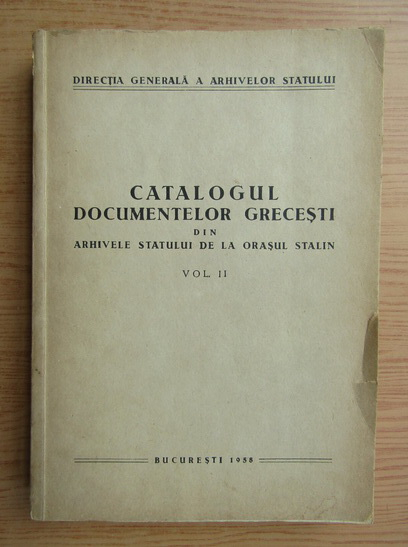 DIRECȚIA GENERALĂ A ARHIVELOR STATULUI
CATALOGUL
DOCUMENTELOR GRECEȘTI
DIN
ARHIVELE STATULUI DE LA ORAȘUL STALIN
VOL. II
BUCUREȘTI 1958